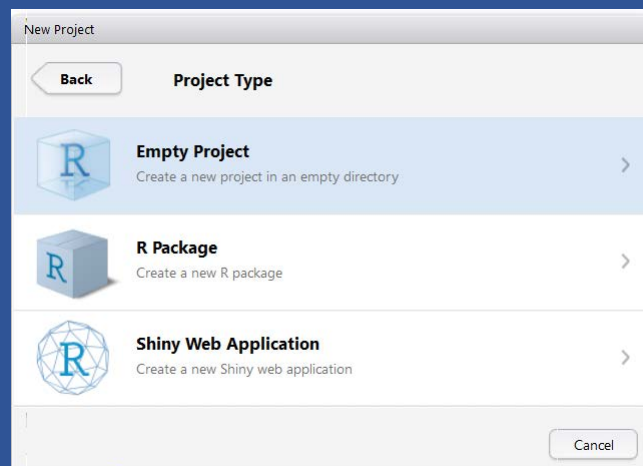 New Project
Back
Project Type
R
Empty Project
Create a new project in an empty directory
R
R Package
Create a new R package
R
Shiny Web Application
Create a new Shiny web application
Cancel